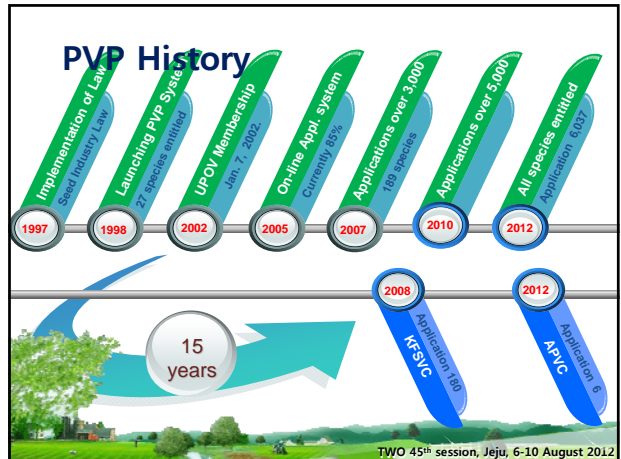 PVP History
Implementation of Law
Seed Industry Law
Launching PVP System
27 species entitled
UPOV Membership
Jan. 7. 2002.
On-line Appl. system
Currently 85%
Applications over 3,000
189 species
Applications over 5,000
All species entitled
Application 6,037
1997
1998
2002
2005
2007
2010
2012
2008
2012
KFSVC
Application 180
APVC
Application 6
15
years
TWO 45th session, Jeju, 6-10 August 2012